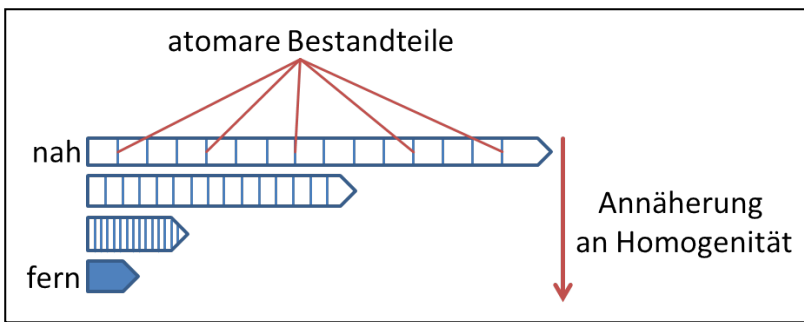 atomare Bestandteile
nah
Annäherung
an Homogenität
fern